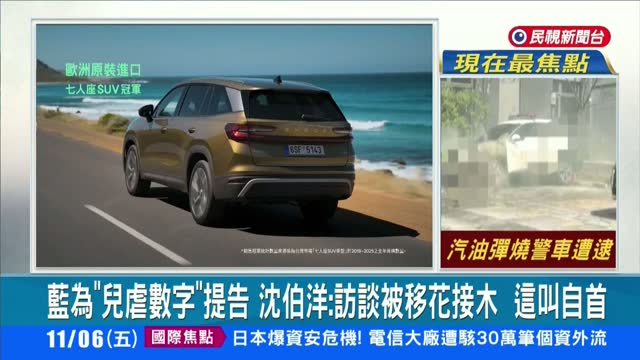 民視新聞台
歐洲原裝進口
七人座SUV冠軍
現在最焦點
6SF 5143
汽油彈燒警車遭逮
藍為"兒虐數字"提告 沈伯洋:訪談被移花接木 這叫自首
11/06(五) 國際焦點 日本爆資安危機! 電信大廠遭駭30萬筆個資外流